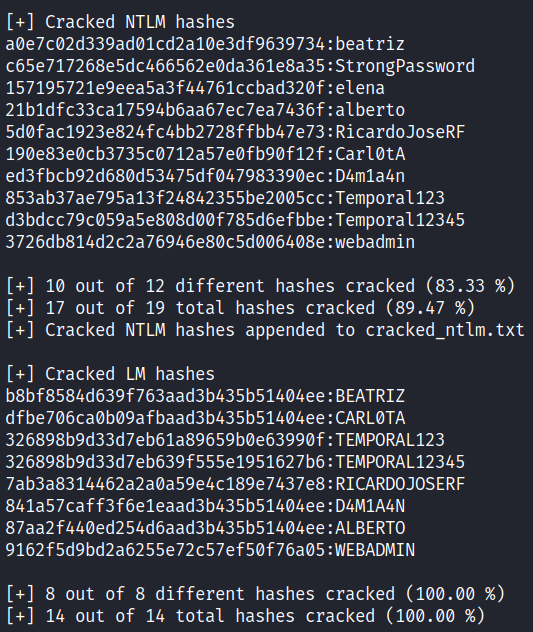 [+] Cracked NTLM hashes
a0e7c02d339ad01cd2a10e3df9639734:beatriz
c65e717268e5dc466562e0da361e8a35:StrongPassword
157195721e9eea5a3f44761ccbad320f:elena
21b1dfc33ca17594b6aa67ec7ea7436f:alberto
5d0fac1923e824fc4bb2728ffbb47e73:RicardoJoseRF
190e83e0cb3735c0712a57e0fb90f12f:Carl0tA
ed3fbcb92d680d53475df047983390ec:D4m1a4n
853ab37ae795a13f24842355be2005cc:Temporal123
d3bdcc79c059a5e808d00f785d6efbbe:Temporal12345
3726db814d2c2a76946e80c5d006408e:webadmin
[+] 10 out of 12 different hashes cracked (83.33 %)
[+] 17 out of 19 total hashes cracked (89.47 %)
[+] Cracked NTLM hashes appended to cracked_ntlm.txt
[+] Cracked LM hashes
b8bf8584d639f763aad3b435b51404ee:BEATRIZ
dfbe706ca0b09afbaad3b435b51404ee:CARL0TA
326898b9d33d7eb61a89659b0e63990f:TEMPORAL123
326898b9d33d7eb639f555e1951627b6:TEMPORAL12345
7ab3a8314462a2a0a59e4c189e7437e8:RICARDOJOSERF
841a57caff3f6e1eaad3b435b51404ee:D4M1A4N
87aa2f440ed254d6aad3b435b51404ee:ALBERTO
9162f5d9bd2a6255e72c57ef50f76a05:WEBADMIN
[+] 8 out of 8 different hashes cracked (100.00 %)
[+] 14 out of 14 total hashes cracked (100.00 %)